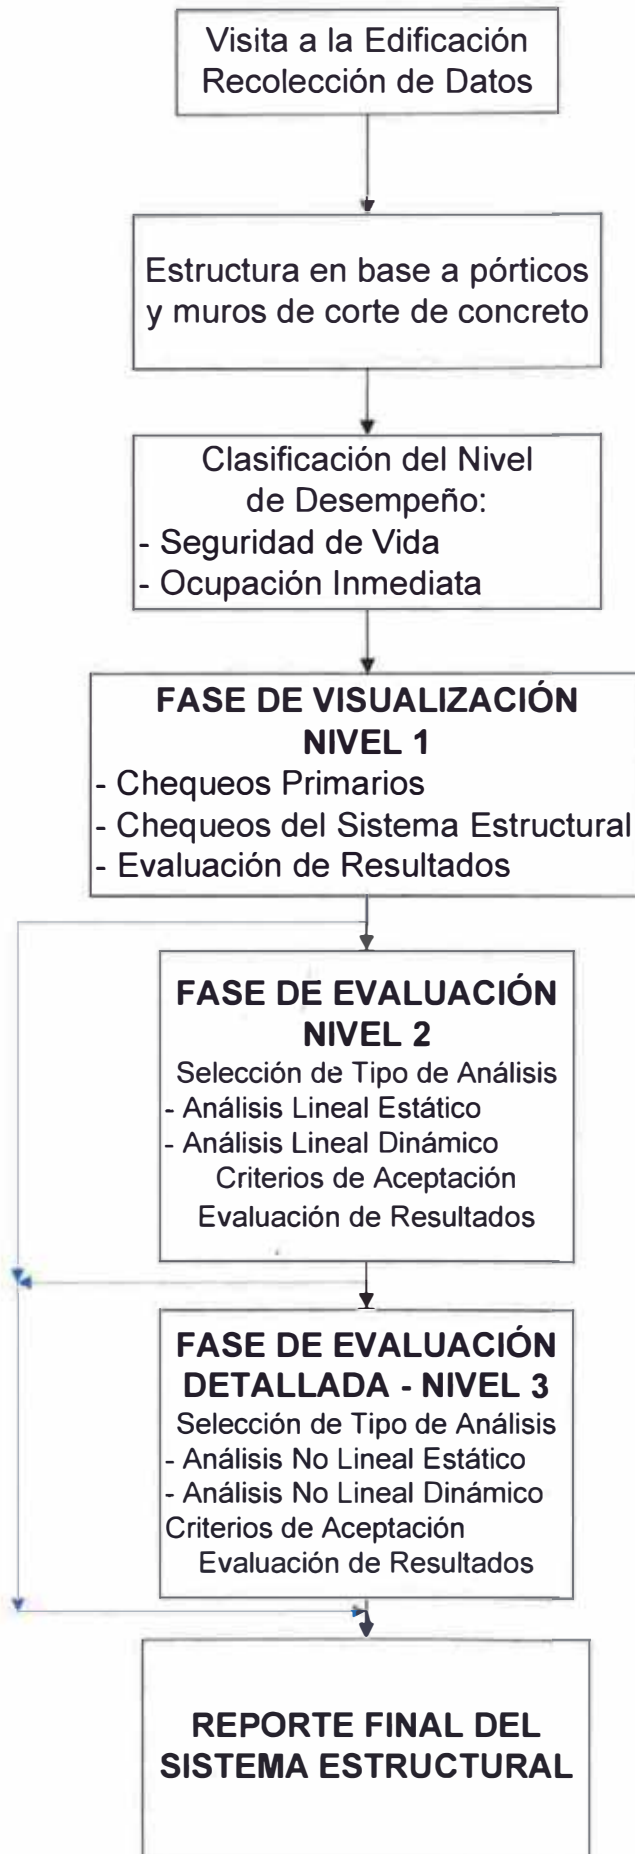 Visita a la Edificación
Recolección de Datos
Estructura en base a pórticos
y muros de corte de concreto
Clasificación del Nivel
de Desempeño:
- Seguridad de Vida
- Ocupación Inmediata
FASE DE VISUALIZACIÓN
NIVEL 1
- Chequeos Primarios
- Chequeos del Sistema Estructural
- Evaluación de Resultados
FASE DE EVALUACIÓN
NIVEL 2
Selección de Tipo de Análisis
- Análisis Lineal Estático
- Análisis Lineal Dinámico
Criterios de Aceptación
Evaluación de Resultados
FASE DE EVALUACIÓN
DETALLADA - NIVEL 3
Selección de Tipo de Análisis
- Análisis No Lineal Estático
- Análisis No Lineal Dinámico
Criterios de Aceptación
Evaluación de Resultados
REPORTE FINAL DEL
SISTEMA ESTRUCTURAL